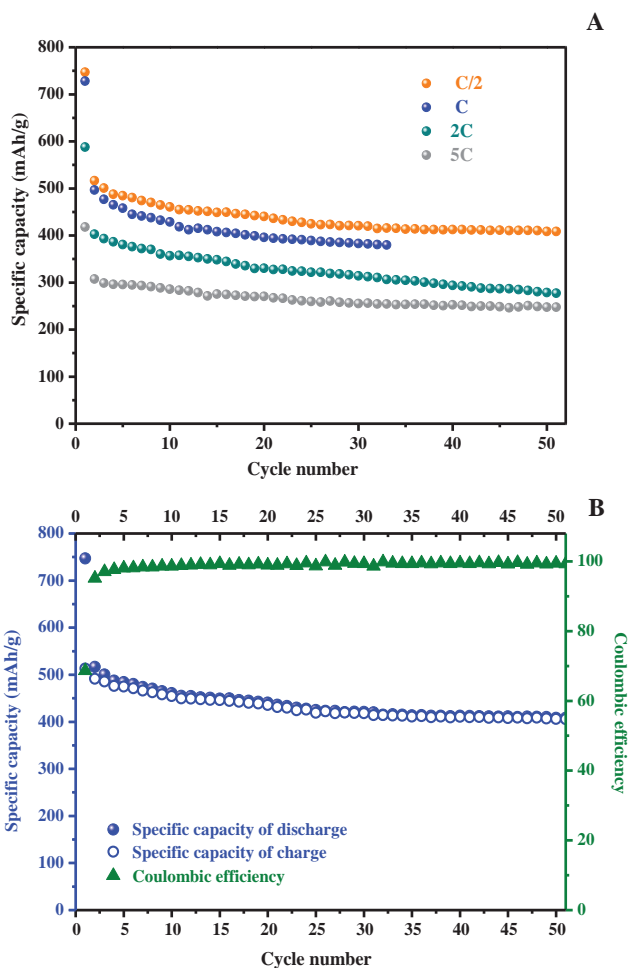 A
800
700
600
500
400
300
200
100
0
Specific capacity (mAh/g)
C/2
C
2C
5C
0 10 20 30 40 50
Cycle number
B
0 5 10 15 20 25 30 35 40 45 50
800
700
600
500
400
300
200
100
0
Specific capacity (mAh/g)
100
80
60
40
20
0
Coulombic efficiency
Specific capacity of discharge
Specific capacity of charge
Coulombic efficiency
0 5 10 15 20 25 30 35 40 45 50
Cycle number